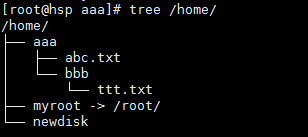 [root@hsp aaa]# tree /home/
/home/
├── aaa
│   ├── abc.txt
│   └── bbb
│       └── ttt.txt
├── myroot -> /root/
└── newdisk